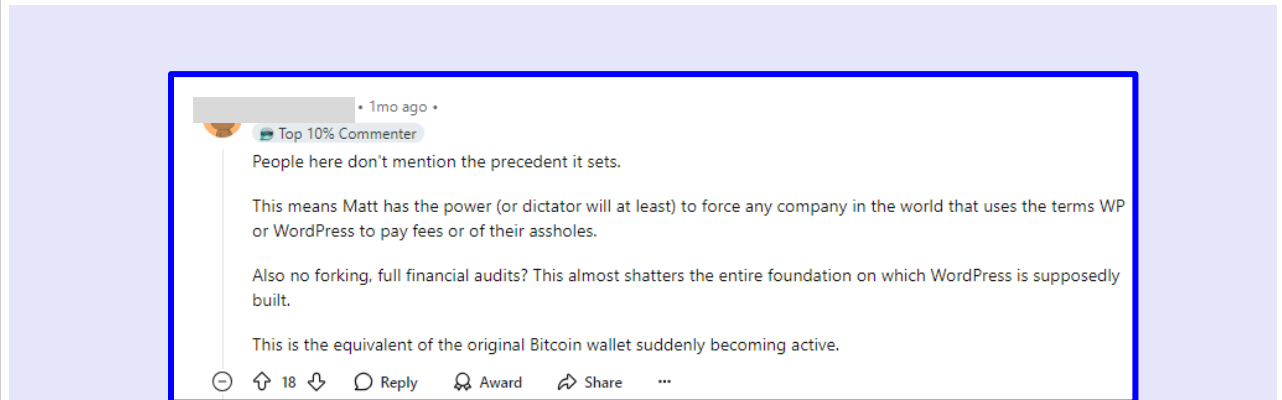 • 1mo ago •
Top 10% Commenter
People here don't mention the precedent it sets.
This means Matt has the power (or dictator will at least) to force any company in the world that uses the terms WP
or WordPress to pay fees or of their assholes.
Also no forking, full financial audits? This almost shatters the entire foundation on which WordPress is supposedly
built.
This is the equivalent of the original Bitcoin wallet suddenly becoming active.
18 Reply Award Share ...